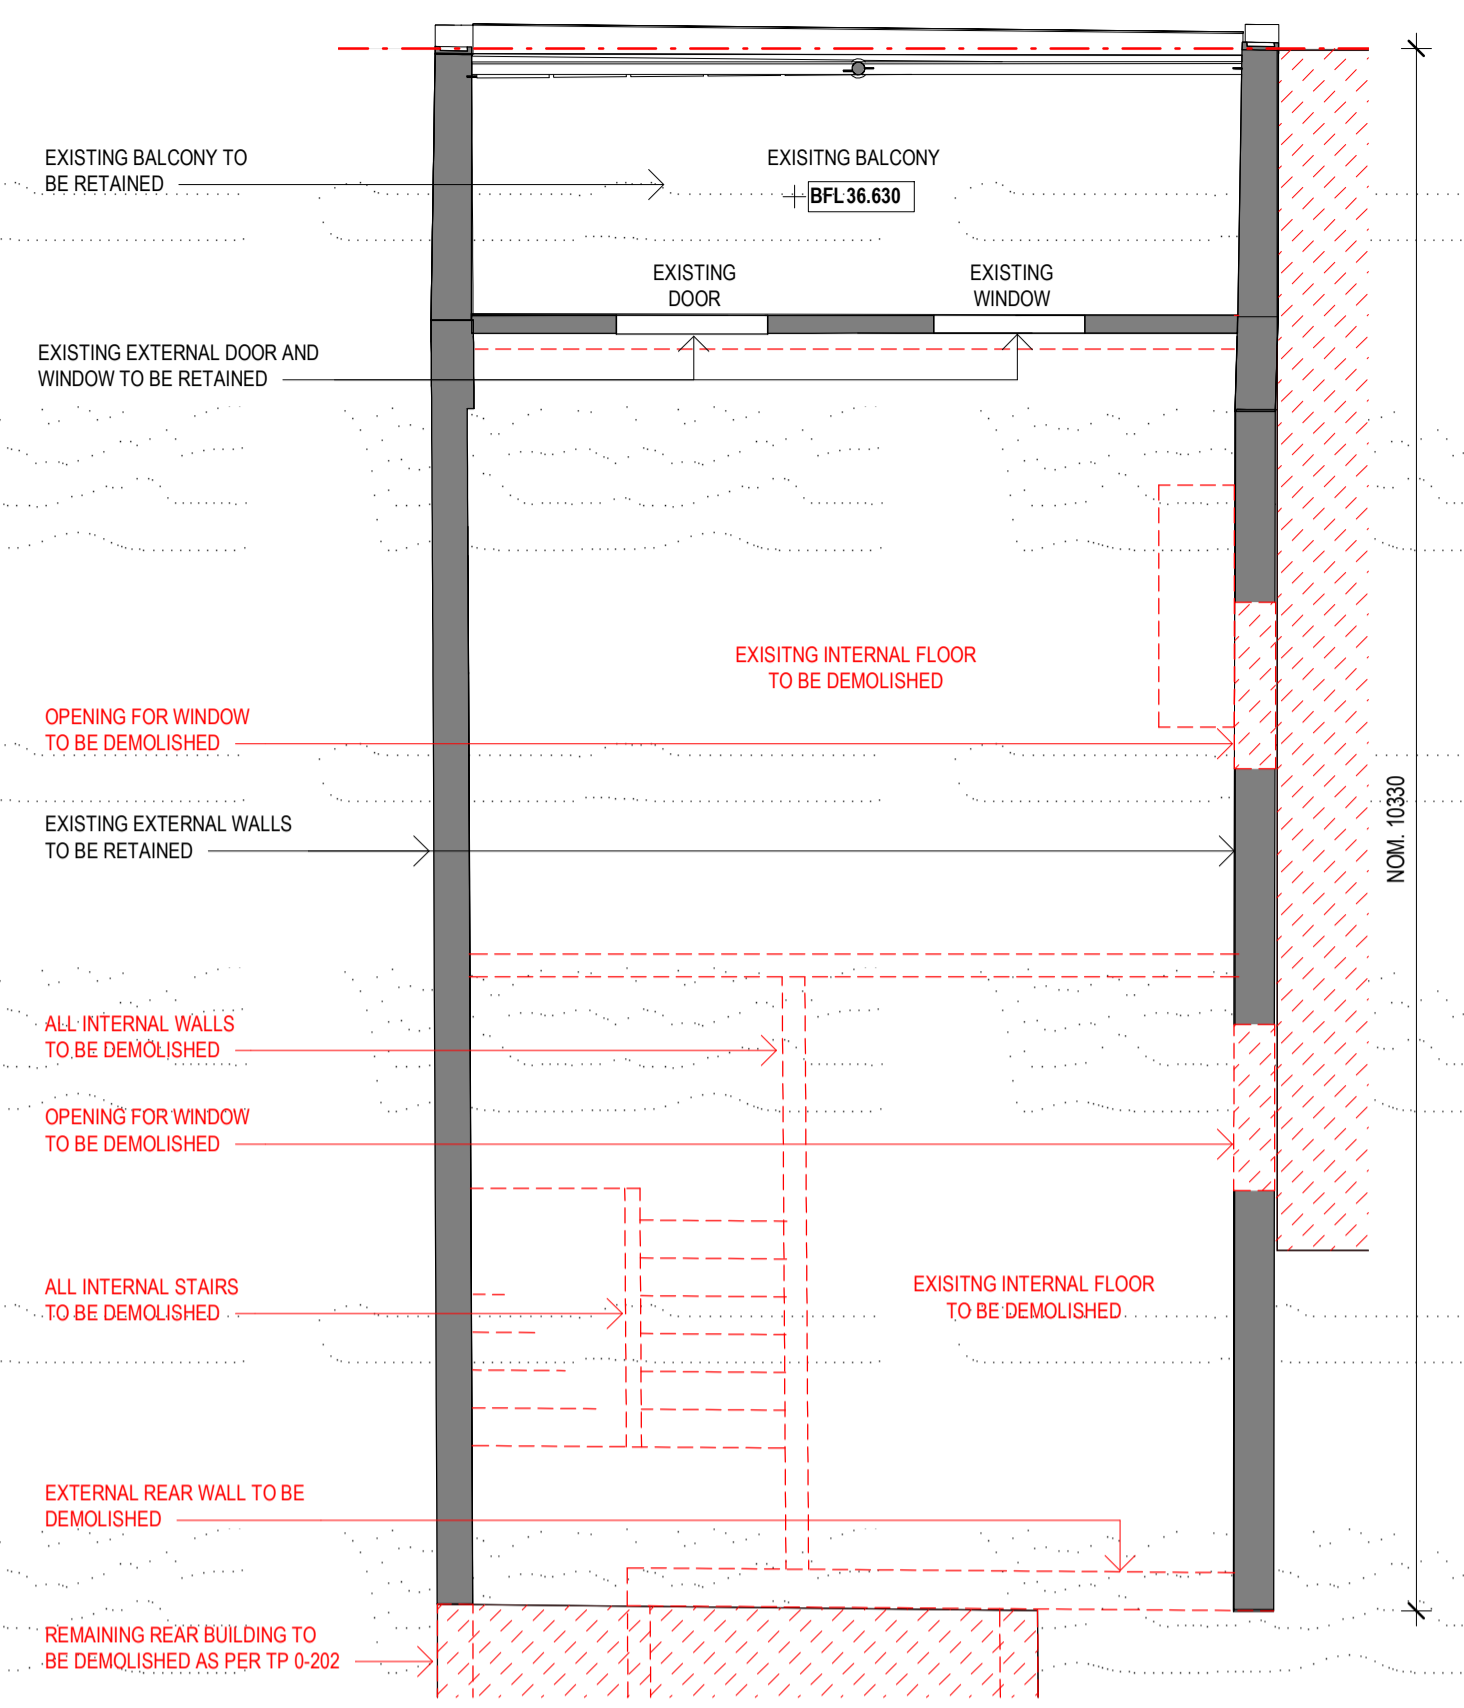 EXISTING BALCONY TO
BE RETAINED
EXISITNG BALCONY
BFL 36.630
EXISTING
DOOR
EXISTING
WINDOW
EXISTING EXTERNAL DOOR AND
WINDOW TO BE RETAINED
EXISITNG INTERNAL FLOOR
TO BE DEMOLISHED
OPENING FOR WINDOW
TO BE DEMOLISHED
EXISTING EXTERNAL WALLS
TO BE RETAINED
NOM. 10330
ALL INTERNAL WALLS
TO BE DEMOLISHED
OPENING FOR WINDOW
TO BE DEMOLISHED
ALL INTERNAL STAIRS
TO BE DEMOLISHED
EXISITNG INTERNAL FLOOR
TO BE DEMOLISHED
EXTERNAL REAR WALL TO BE
DEMOLISHED
REMAINING REAR BUILDING TO
BE DEMOLISHED AS PER TP 0-202